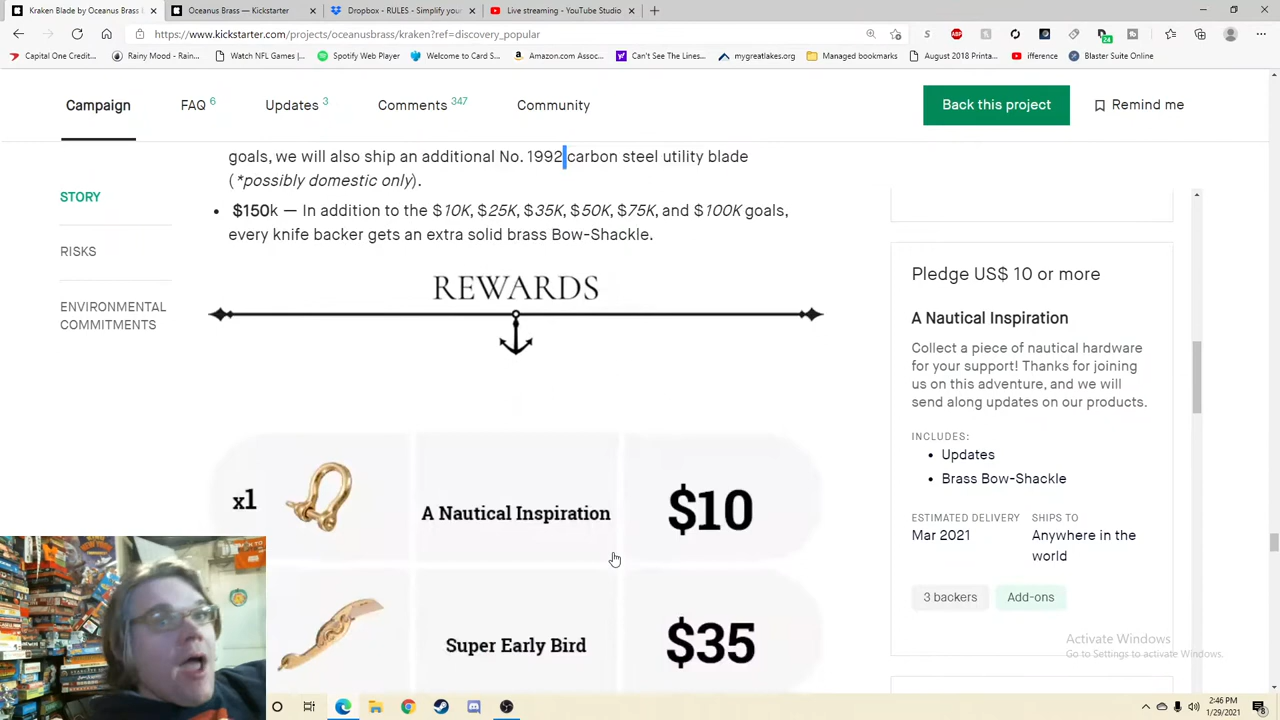 Kraken Blade by Oceanus Brass
Oceanus Brass — Kickstarter
Dropbox - RULES - Simplify your
Live streaming - YouTube Studio
https://www.kickstarter.com/projects/oceanusbrass/kraken?ref=discovery_popular
Capital One Credit...
Rainy Mood - Rain...
Watch NFL Games |...
Spotify Web Player
Welcome to Card S...
Amazon.com Assoc...
Can't See The Lines...
mygreatlakes.org
Managed bookmarks
August 2018 Printa...
ifference
Blaster Suite Online
Campaign
FAQ 6
Updates 3
Comments 347
Community
Back this project
Remind me
STORY
RISKS
ENVIRONMENTAL
COMMITMENTS
goals, we will also ship an additional No. 1992 carbon steel utility blade
(*possibly domestic only).
• $150k — In addition to the $10K, $25K, $35K, $50K, $75K, and $100K goals,
every knife backer gets an extra solid brass Bow-Shackle.
REWARDS
x1
A Nautical Inspiration
$10
Super Early Bird
$35
Pledge US$ 10 or more
A Nautical Inspiration
Collect a piece of nautical hardware
for your support! Thanks for joining
us on this adventure, and we will
send along updates on our products.
INCLUDES:
• Updates
• Brass Bow-Shackle
ESTIMATED DELIVERY
Mar 2021
SHIPS TO
Anywhere in the
world
3 backers
Add-ons
Activate Windows
Go to Settings to activate Windows.
2:46 PM
1/29/2021